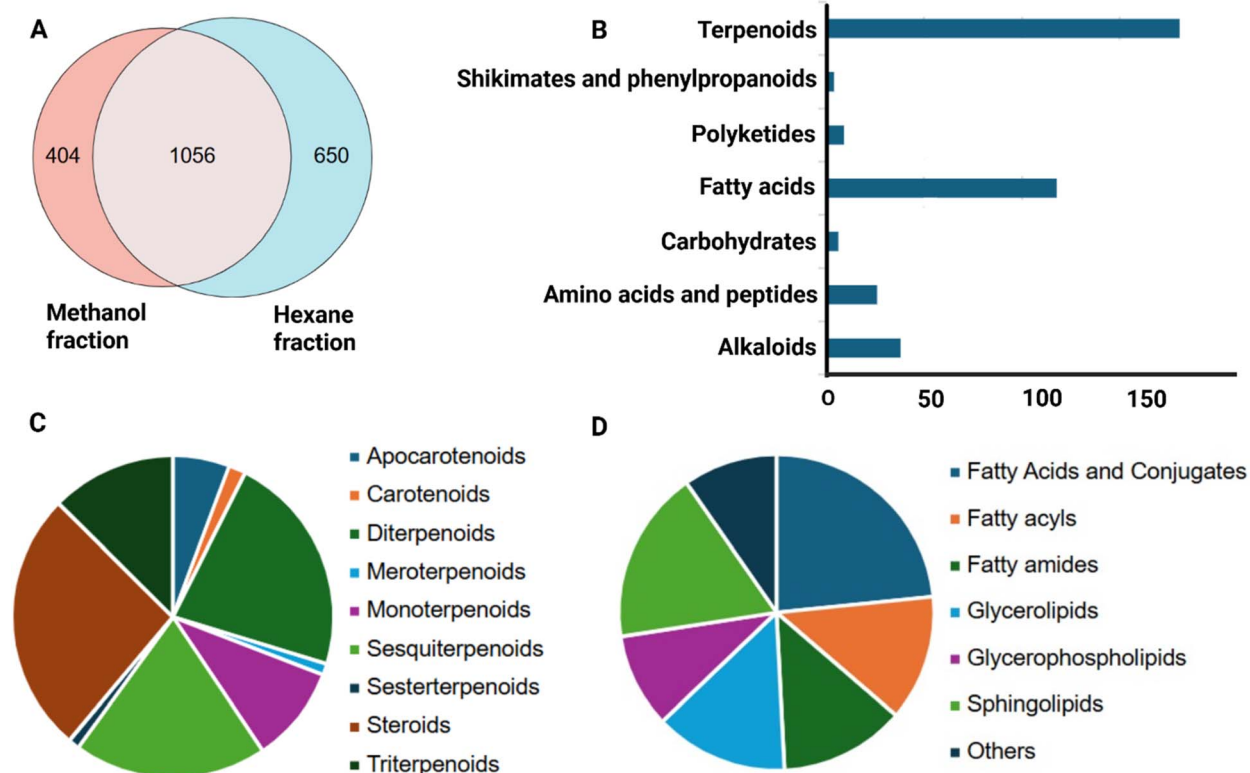 A
404
1056
650
Methanol
fraction
Hexane
fraction
B
Terpenoids
Shikimates and phenylpropanoids
Polyketides
Fatty acids
Carbohydrates
Amino acids and peptides
Alkaloids
0
50
100
150
C
Apocarotenoids
Carotenoids
Diterpenoids
Meroterpenoids
Monoterpenoids
Sesquiterpenoids
Sesterterpenoids
Steroids
Triterpenoids
D
Fatty Acids and Conjugates
Fatty acyls
Fatty amides
Glycerolipids
Glycerophospholipids
Sphingolipids
Others